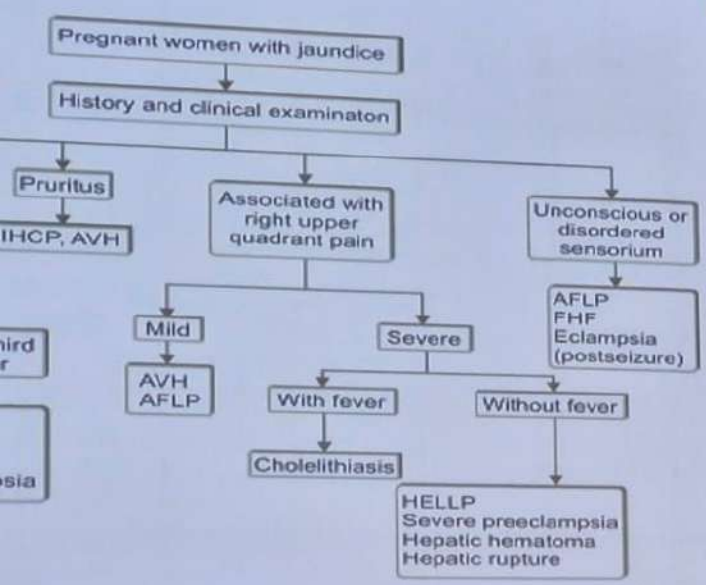 Pregnant women with jaundice
History and clinical examinaton
Pruritus
IHCP, AVH
Associated with
right upper
quadrant pain
Unconscious or
disordered
sensorium
AFLP
FHF
Eclampsia
(postseizure)
Mild
AVH
AFLP
Severe
With fever
Cholelithiasis
Without fever
HELLP
Severe preeclampsia
Hepatic hematoma
Hepatic rupture